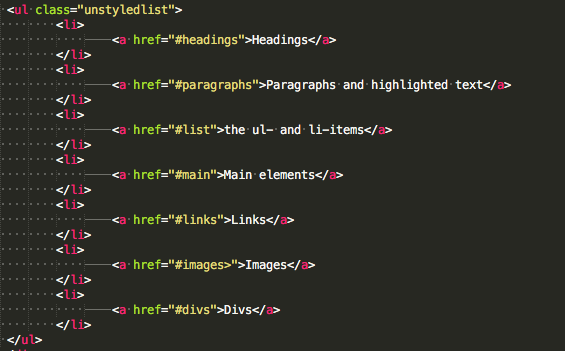 <ul class="unstyledlist">
<li>
<a href="#headings">Headings</a>
</li>
<li>
<a href="#paragraphs">Paragraphs and highlighted text</a>
</li>
<li>
<a href="#list">the ul- and li-items</a>
</li>
<li>
<a href="#main">Main elements</a>
</li>
<li>
<a href="#links">Links</a>
</li>
<li>
<a href="#images>">Images</a>
</li>
<li>
<a href="#divs">Divs</a>
</li>
</ul>